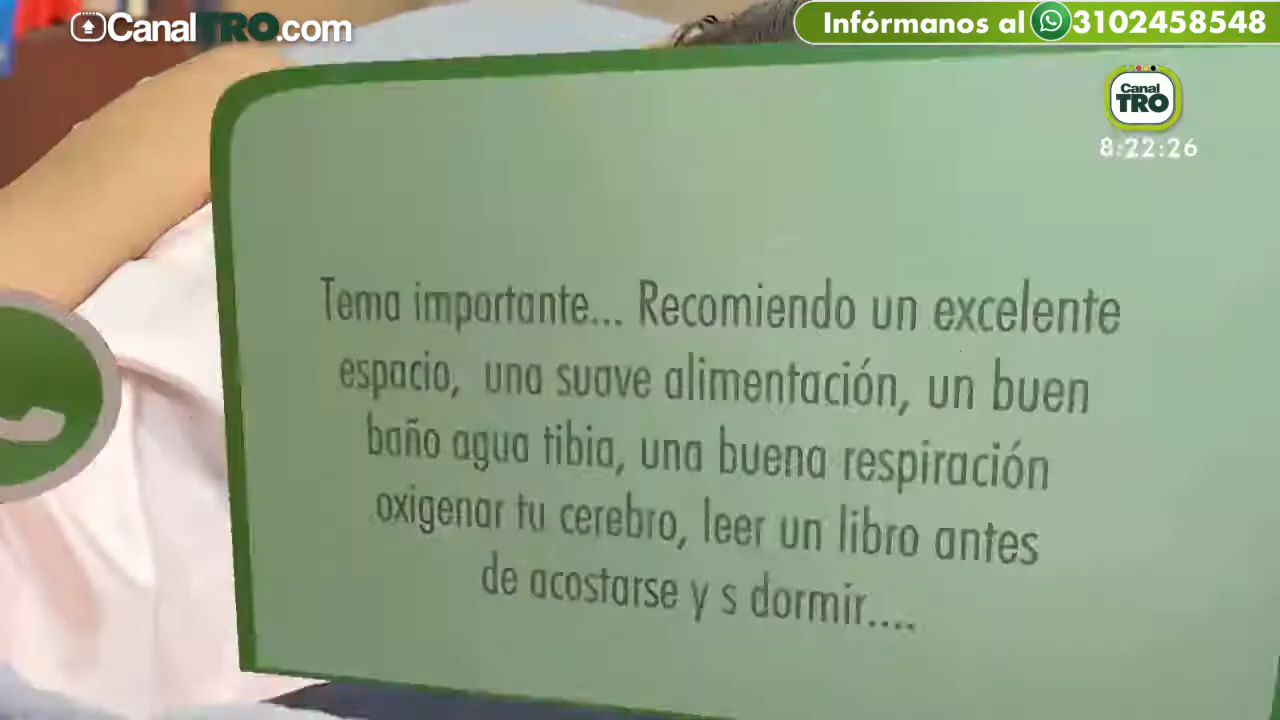 CanalTRO.com
Infórmanos al 3102458548
Canal
TRO
8:22:26
Tema importante... Recomiendo un excelente
espacio, una suave alimentación, un buen
baño agua tibia, una buena respiración
oxigenar tu cerebro, leer un libro antes
de acostarse y s dormir....